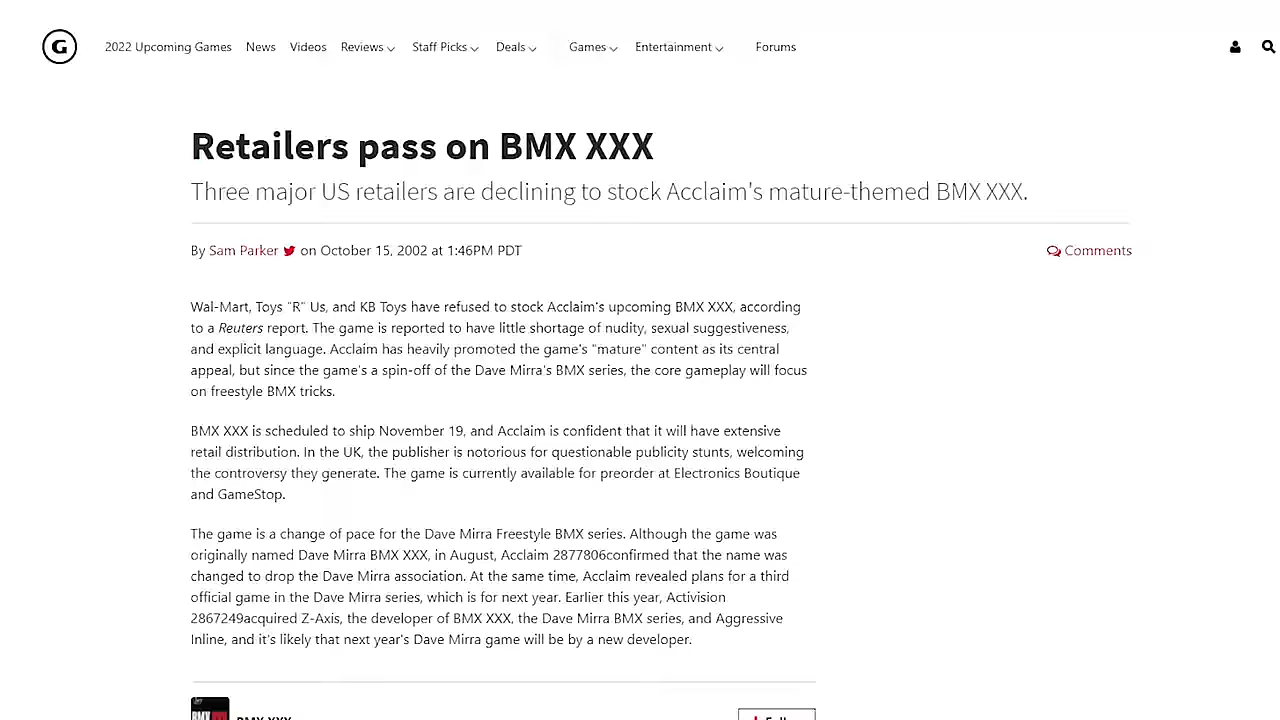 G 2022 Upcoming Games News Videos Reviews Staff Picks Deals Games Entertainment Forums
Retailers pass on BMX XXX
Three major US retailers are declining to stock Acclaim's mature-themed BMX XXX.
By Sam Parker on October 15, 2002 at 1:46PM PDT Comments
Wal-Mart, Toys "R" Us, and KB Toys have refused to stock Acclaim's upcoming BMX XXX, according
to a Reuters report. The game is reported to have little shortage of nudity, sexual suggestiveness,
and explicit language. Acclaim has heavily promoted the game's "mature" content as its central
appeal, but since the game's a spin-off of the Dave Mirra's BMX series, the core gameplay will focus
on freestyle BMX tricks.
BMX XXX is scheduled to ship November 19, and Acclaim is confident that it will have extensive
retail distribution. In the UK, the publisher is notorious for questionable publicity stunts, welcoming
the controversy they generate. The game is currently available for preorder at Electronics Boutique
and GameStop.
The game is a change of pace for the Dave Mirra Freestyle BMX series. Although the game was
originally named Dave Mirra BMX XXX, in August, Acclaim 2877806confirmed that the name was
changed to drop the Dave Mirra association. At the same time, Acclaim revealed plans for a third
official game in the Dave Mirra series, which is for next year. Earlier this year, Activision
2867249acquired Z-Axis, the developer of BMX XXX, the Dave Mirra BMX series, and Aggressive
Inline, and it's likely that next year's Dave Mirra game will be by a new developer.
BMX XXX Follow